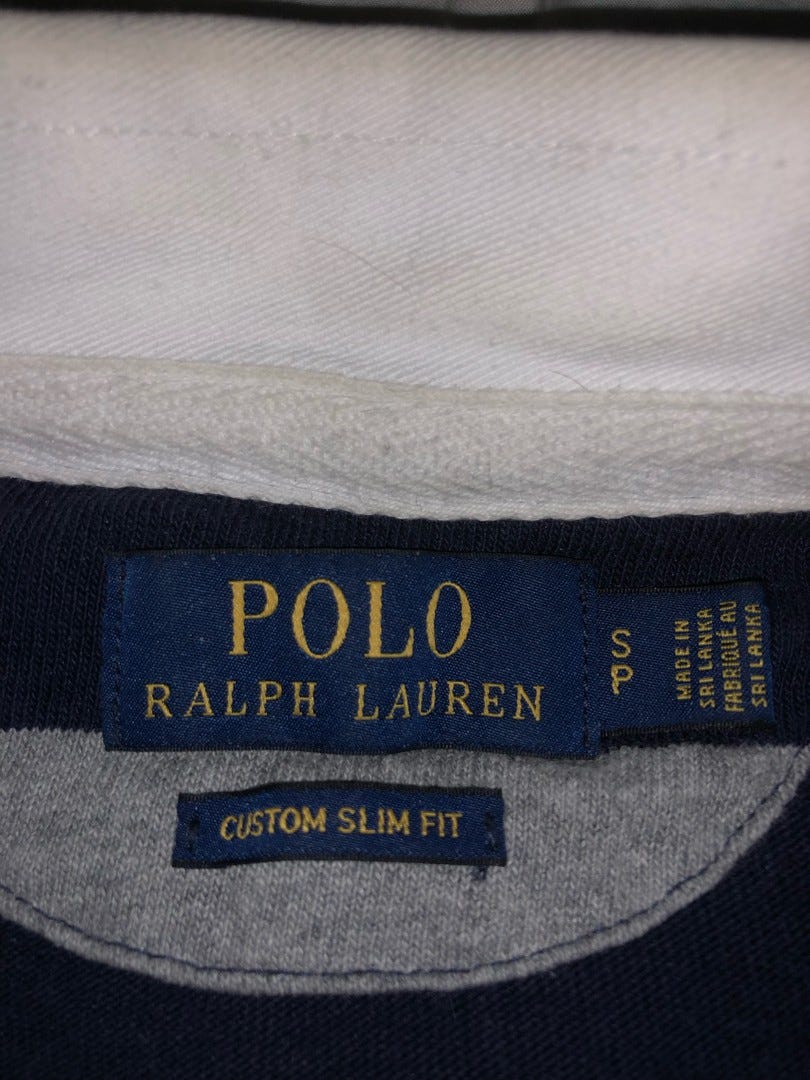 POLO
RALPH LAUREN
S
P
MADE IN
SRI LANKA
FABRIQUÉ AU
SRI LANKA
CUSTOM SLIM FIT